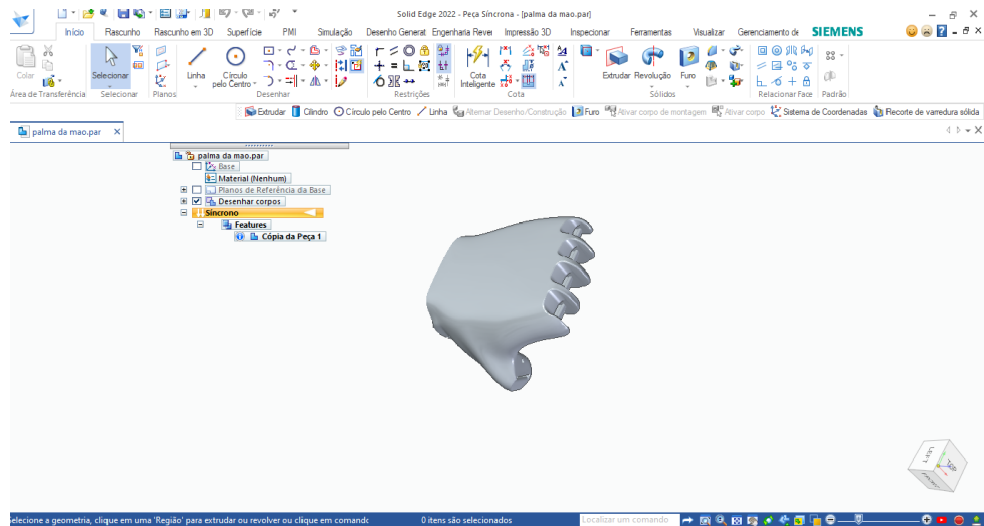 Solid Edge 2022 - Peça Síncrona - [palma da mao.par]
Início Rascunho Rascunho em 3D Superfície PMI Simulação Desenho Generat Engenharia Rever Impressão 3D Inspecionar Ferramentas Visualizar Gerenciamento de SIEMENS
Colar Selecionar Linha Círculo pelo Centro Cota Inteligente Extrudar Revolução Furo
Área de Transferência Selecionar Planos Desenhar Restrições Cota Sólidos Relacionar Face Padrão
Extrudar Cilindro Círculo pelo Centro Linha Alternar Desenho/Construção Furo Ativar corpo de montagem Ativar corpo Sistema de Coordenadas Recorte de varredura sólida
palma da mao.par
palma da mao.par
Base
Material (Nenhum)
Planos de Referência da Base
Desenhar corpos
Síncrono
Features
Cópia da Peça 1
LEFT TOP
elecione a geometria, clique em uma 'Região' para extrudar ou revolver ou clique em comandc 0 itens são selecionados Localizar um comando